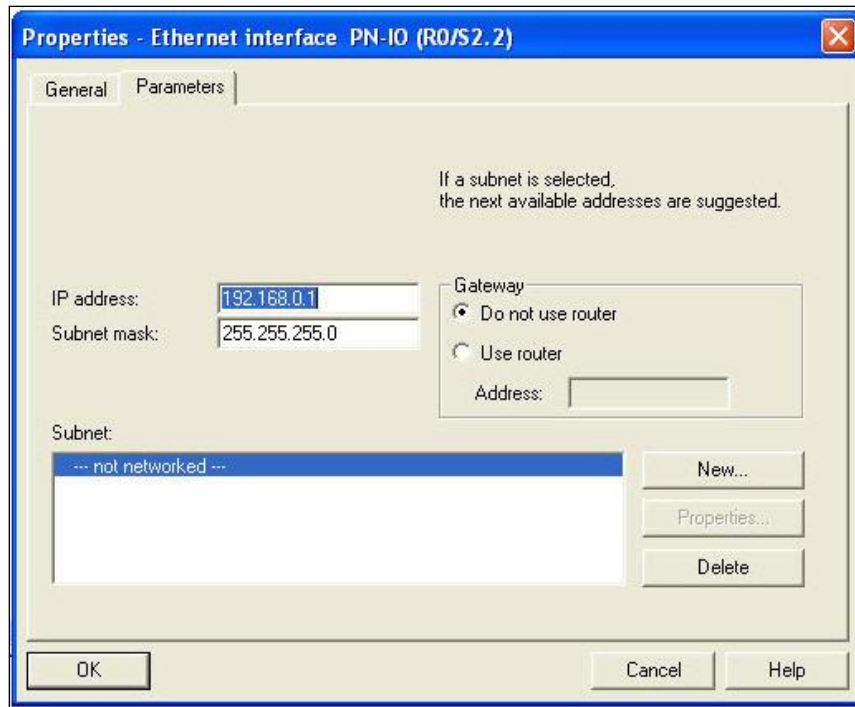 Properties - Ethernet interface PN-IO (R0/S2.2)
General
Parameters
If a subnet is selected,
the next available addresses are suggested.
IP address:
192.168.0.1
Subnet mask:
255.255.255.0
Gateway
Do not use router
Use router
Address:
Subnet:
--- not networked ---
New...
Properties...
Delete
OK
Cancel
Help